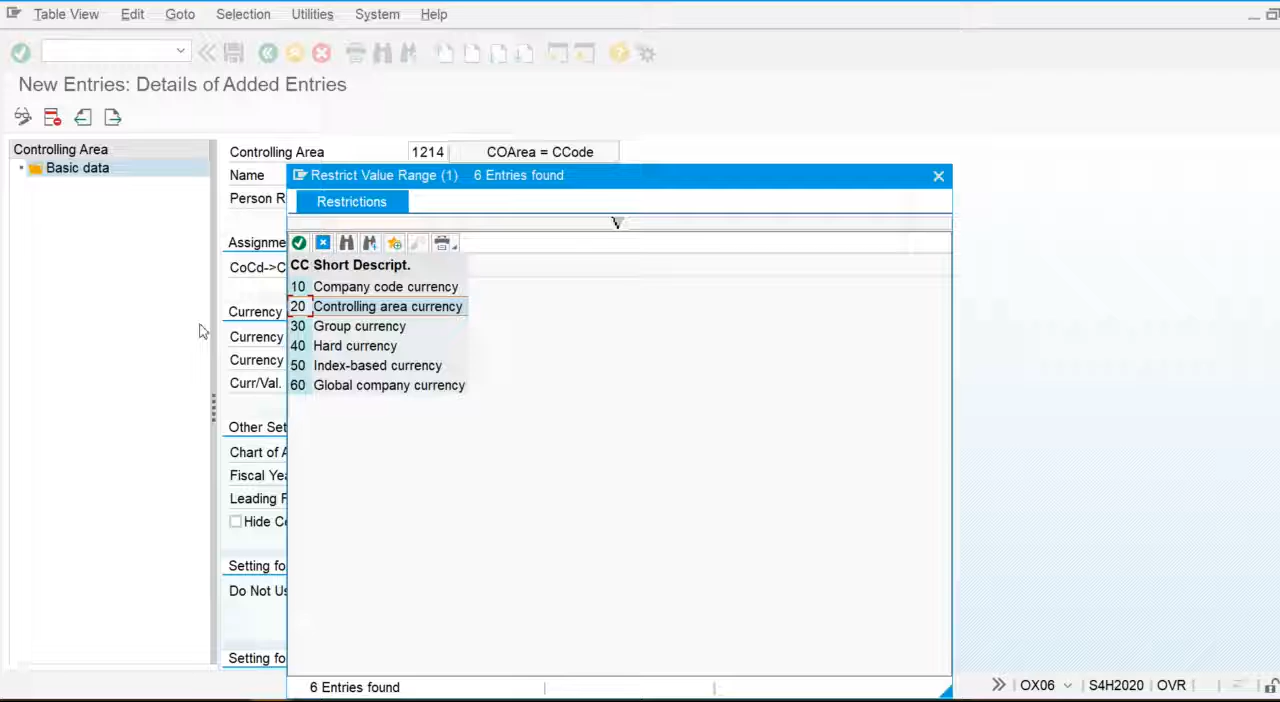 Table View Edit Goto Selection Utilities System Help
New Entries: Details of Added Entries
Controlling Area
Basic data
Controlling Area 1214 COArea = CCode
Name
Person R
Assignme
CoCd->C
Currency
Currency
Currency
Curr/Val.
Other Set
Chart of A
Fiscal Yea
Leading F
Hide Co
Setting fo
Do Not Us
Setting fo
Restrict Value Range (1) 6 Entries found
Restrictions
CC Short Descript.
10 Company code currency
20 Controlling area currency
30 Group currency
40 Hard currency
50 Index-based currency
60 Global company currency
6 Entries found
OX06 S4H2020 OVR